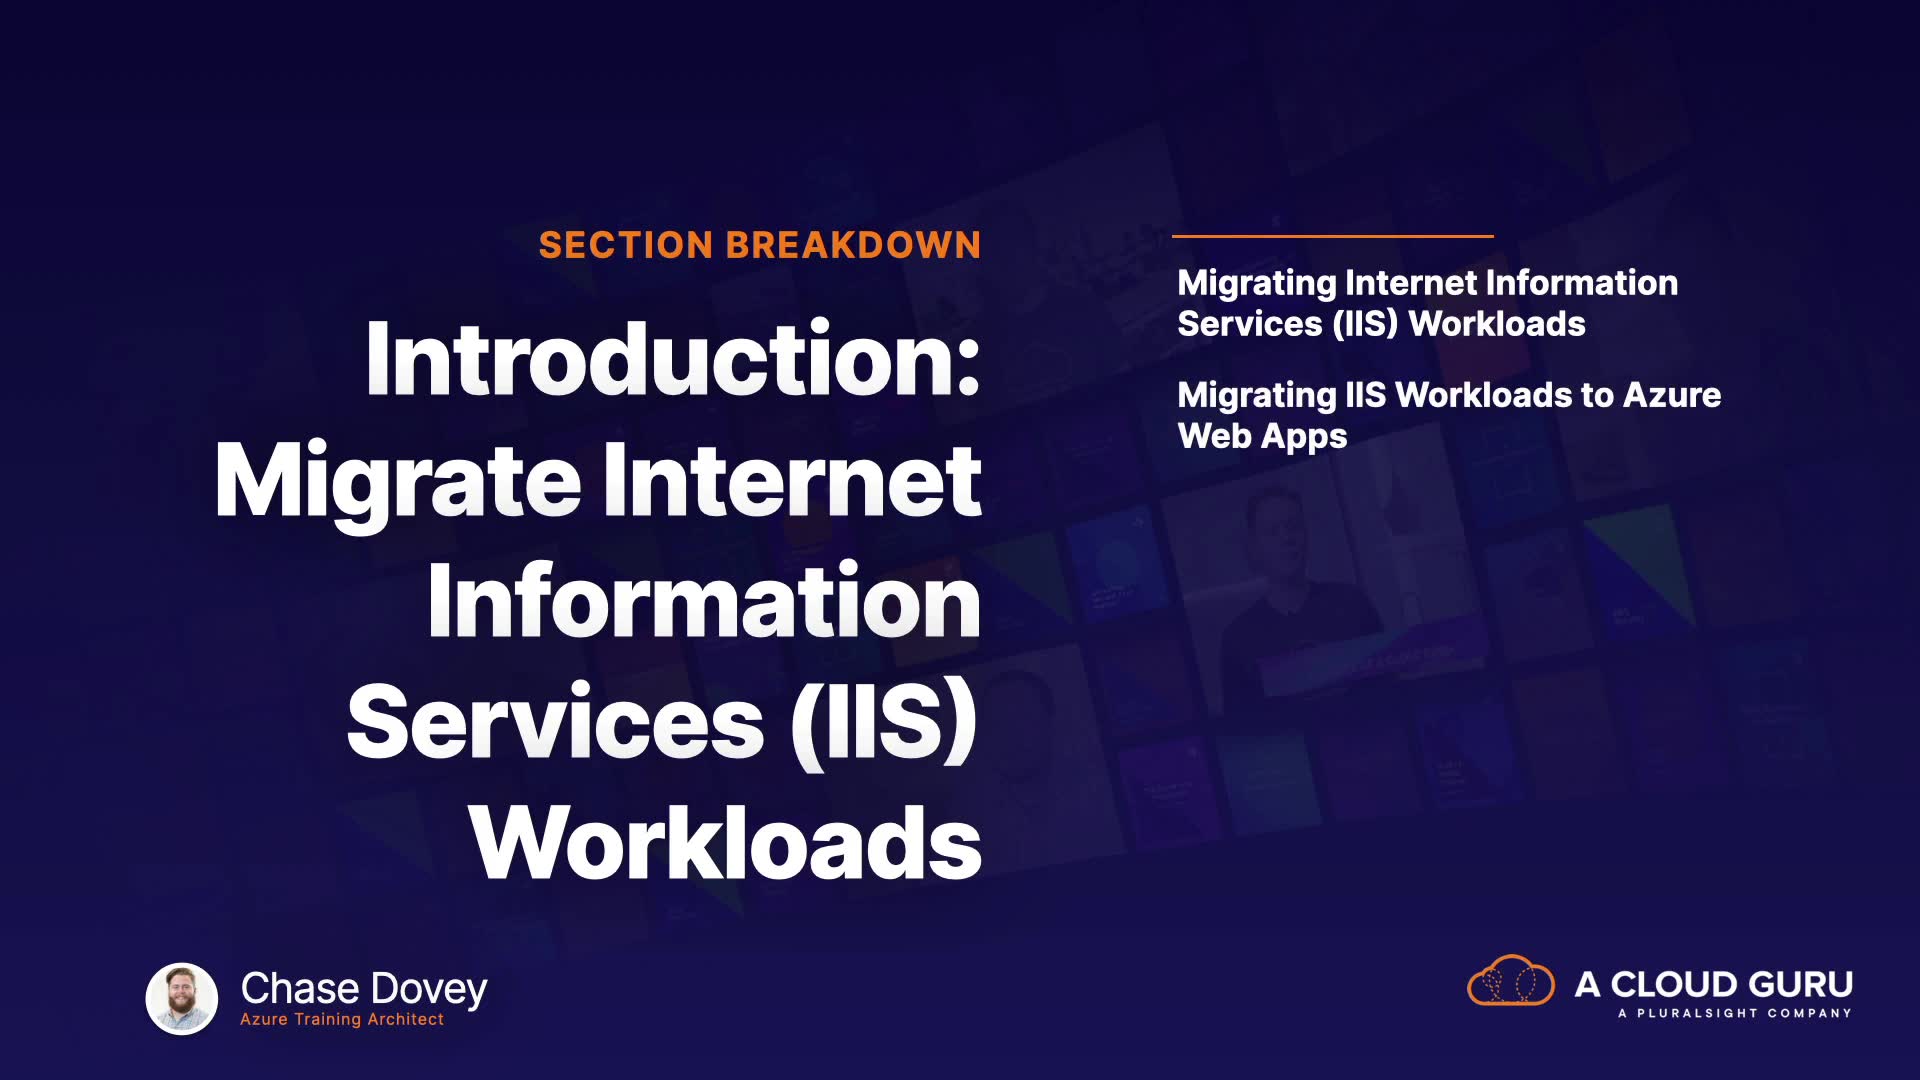 SECTION BREAKDOWN
Introduction:
Migrate Internet
Information
Services (IIS)
Workloads
Migrating Internet Information
Services (IIS) Workloads
Migrating IIS Workloads to Azure
Web Apps
Chase Dovey
Azure Training Architect
A CLOUD GURU
A PLURALSIGHT COMPANY